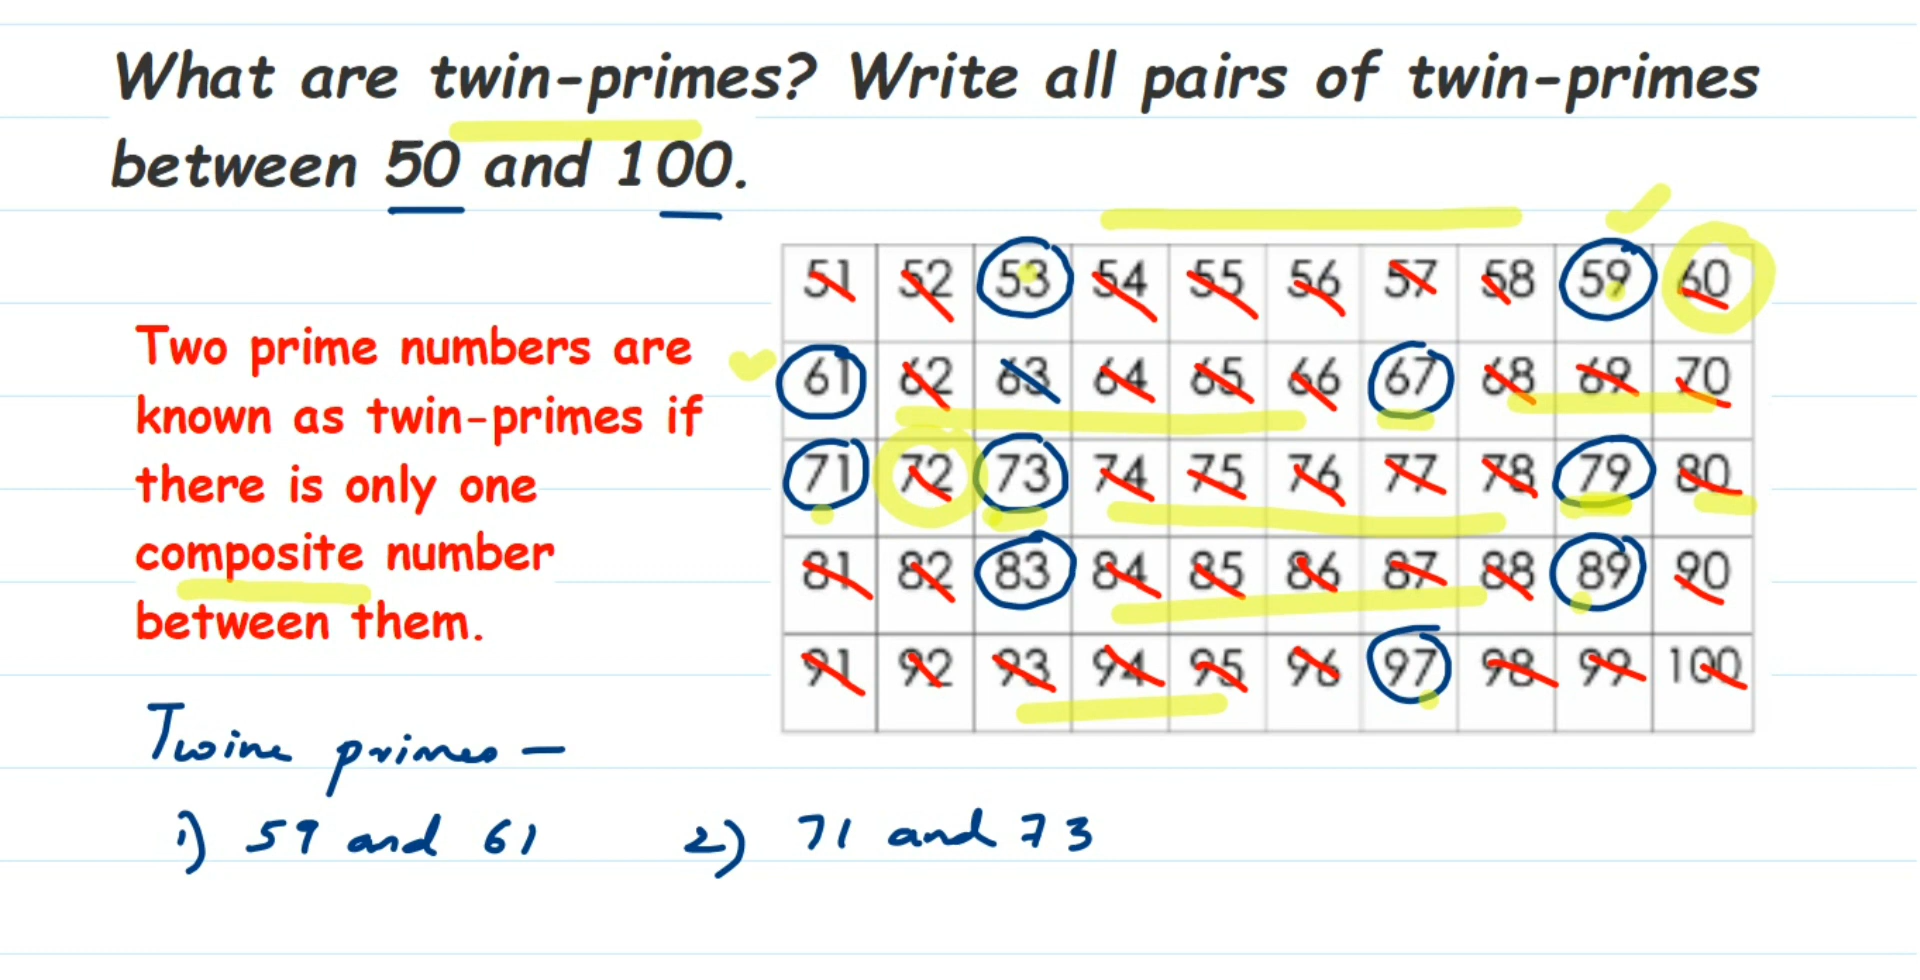 What are twin-primes? Write all pairs of twin-primes
between 50 and 100.
Two prime numbers are
known as twin-primes if
there is only one
composite number
between them.
51 52 53 54 55 56 57 58 59 60
61 62 63 64 65 66 67 68 69 70
71 72 73 74 75 76 77 78 79 80
81 82 83 84 85 86 87 88 89 90
91 92 93 94 95 96 97 98 99 100
Twine primes —
1) 59 and 61 2) 71 and 73